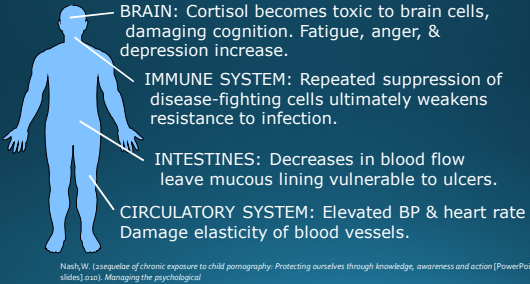 BRAIN: Cortisol becomes toxic to brain cells,
damaging cognition. Fatigue, anger, &
depression increase.
IMMUNE SYSTEM: Repeated suppression of
disease-fighting cells ultimately weakens
resistance to infection.
INTESTINES: Decreases in blood flow
leave mucous lining vulnerable to ulcers.
CIRCULATORY SYSTEM: Elevated BP & heart rate
Damage elasticity of blood vessels.
Nash,W. (2sequelae of chronic exposure to child pornography: Protecting ourselves through knowledge, awareness and action [PowerPoi
slides].010). Managing the psychological